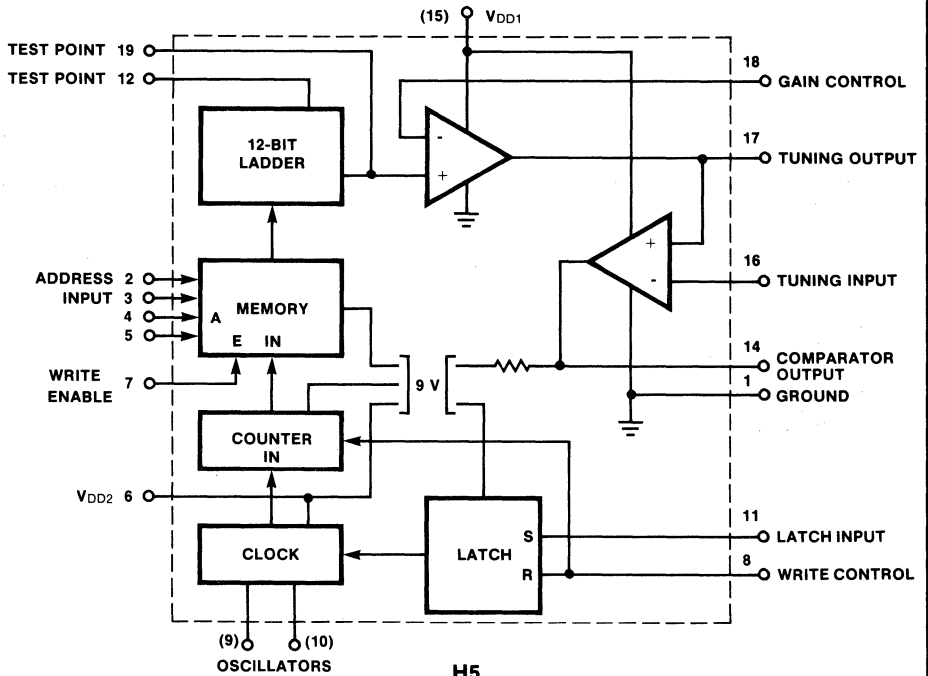 (15) VDD1
TEST POINT 19
TEST POINT 12
18
GAIN CONTROL
12-BIT
LADDER
-
+
17
TUNING OUTPUT
+
-
16
TUNING INPUT
ADDRESS 2
INPUT 3
4
5
MEMORY
A
E IN
WRITE
ENABLE
7
9 V
14
COMPARATOR
OUTPUT
1
GROUND
COUNTER
IN
VDD2 6
CLOCK
LATCH
S
R
11
LATCH INPUT
8
WRITE CONTROL
(9) (10)
OSCILLATORS
H5